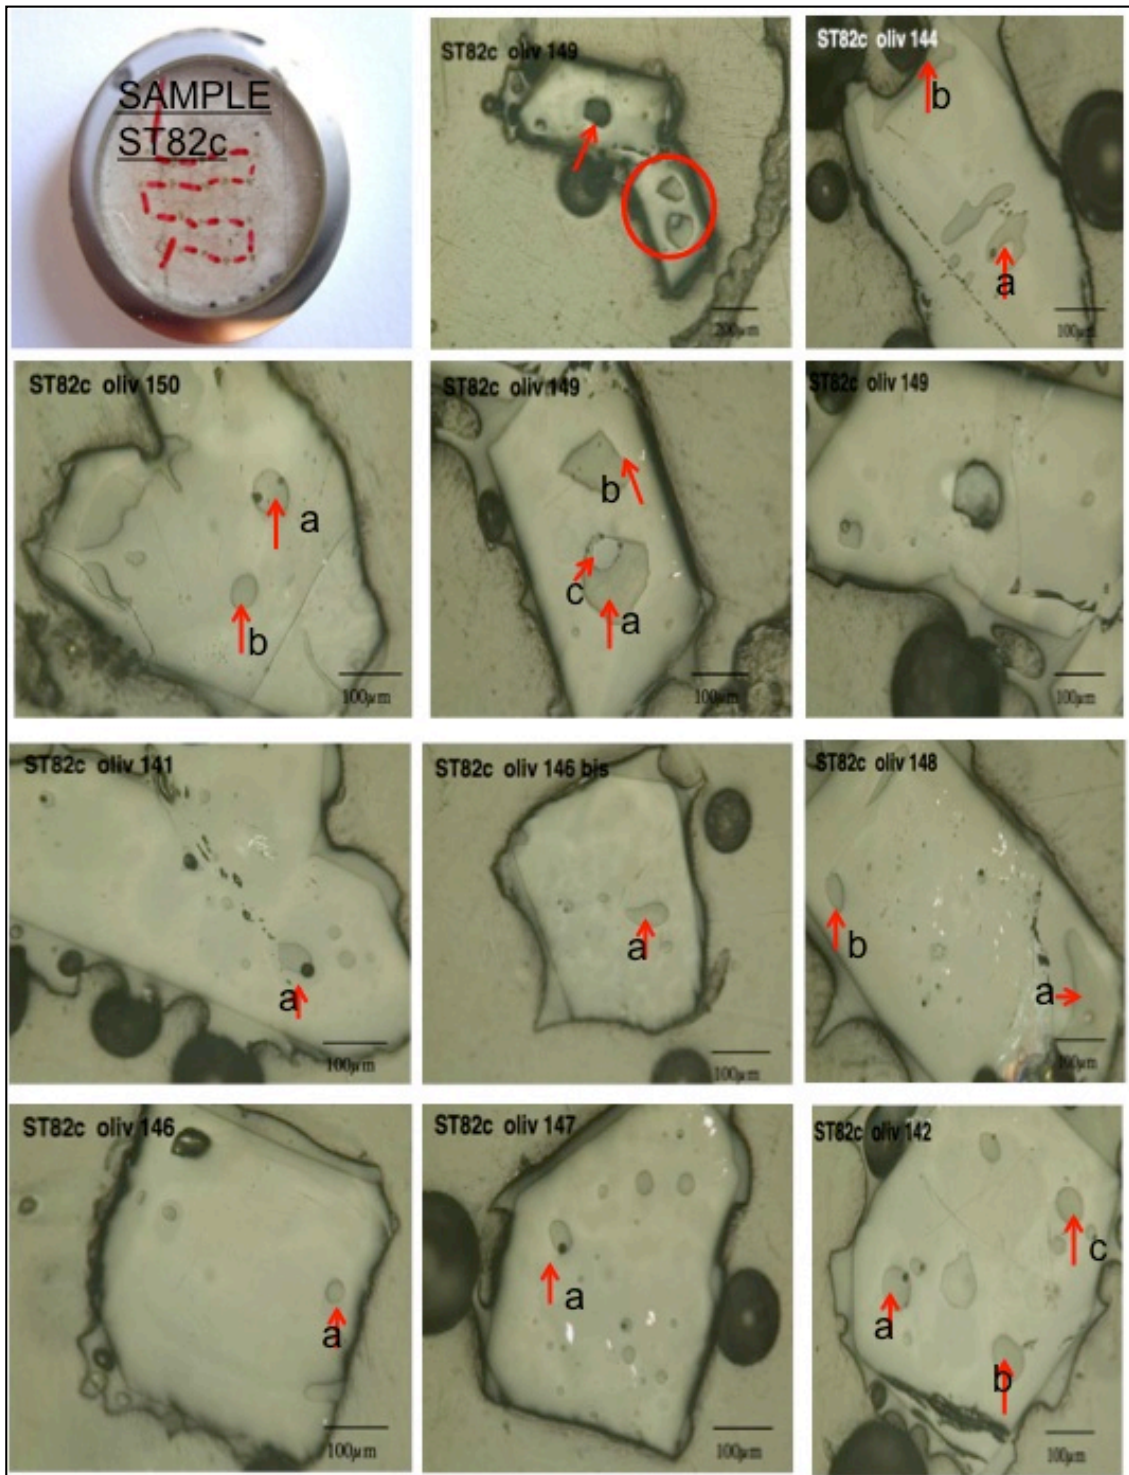 SAMPLE
ST82c
ST82c oliv 149
200µm
ST82c oliv 144
b
a
100µm
ST82c oliv 150
a
b
100µm
ST82c oliv 149
b
c
a
100µm
ST82c oliv 149
100µm
ST82c oliv 141
a
100µm
ST82c oliv 146 bis
a
100µm
ST82c oliv 148
b
a
100µm
ST82c oliv 146
a
100µm
ST82c oliv 147
a
100µm
ST82c oliv 142
c
a
b
100µm